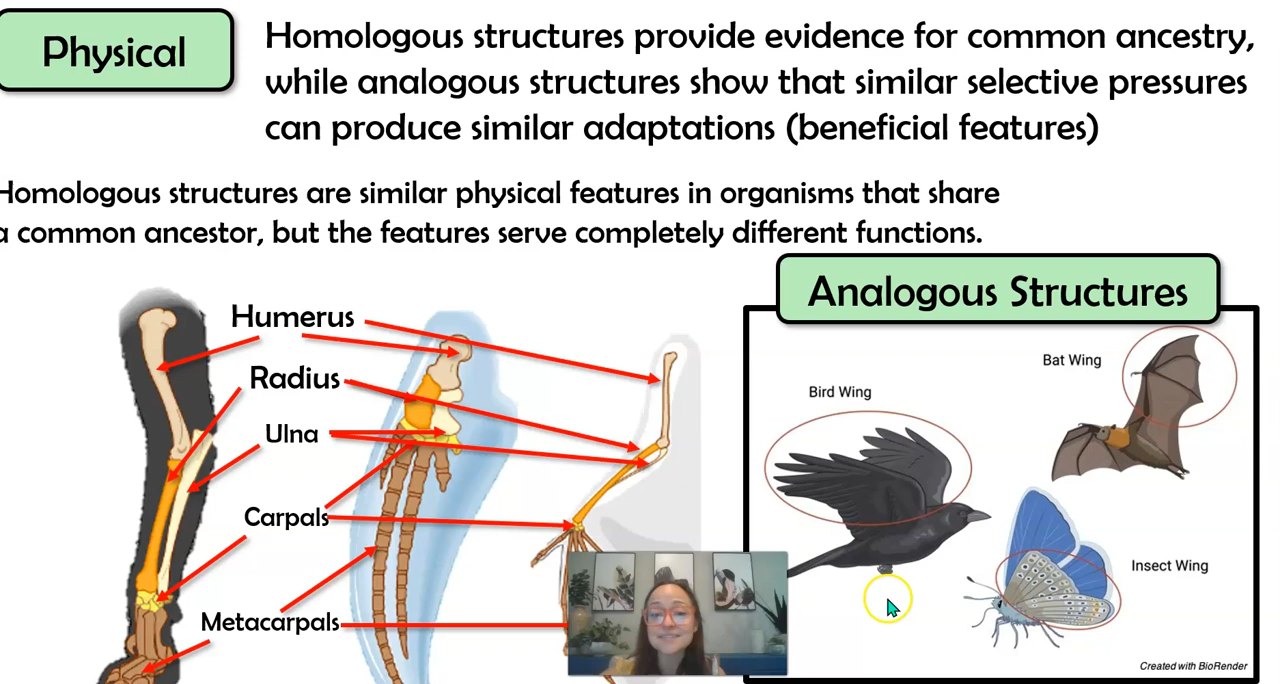 Physical
Homologous structures provide evidence for common ancestry,
while analogous structures show that similar selective pressures
can produce similar adaptations (beneficial features)
Homologous structures are similar physical features in organisms that share
a common ancestor, but the features serve completely different functions.
Humerus
Radius
Ulna
Carpals
Metacarpals
Analogous Structures
Bird Wing
Bat Wing
Insect Wing
Created with BioRender